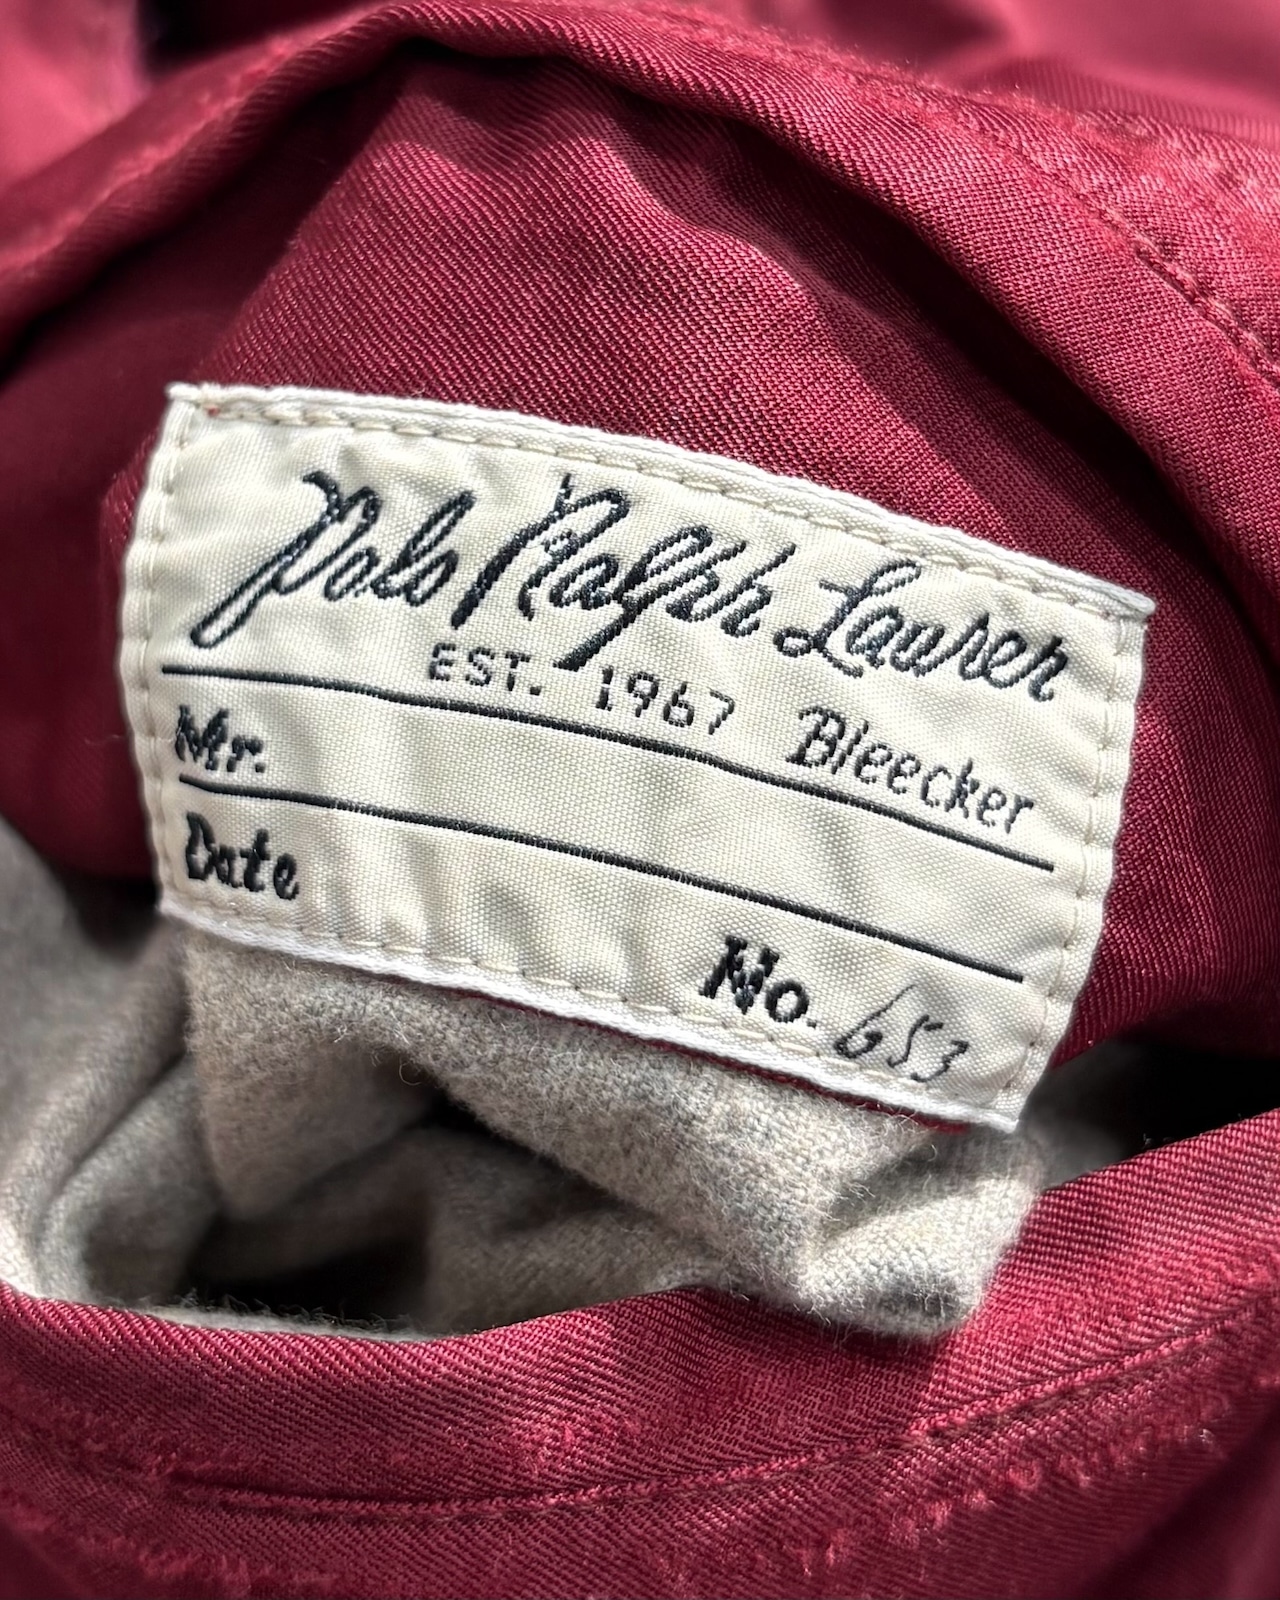 Polo Ralph Lauren
EST. 1967 Bleecker
Mr.
Date
No. 653